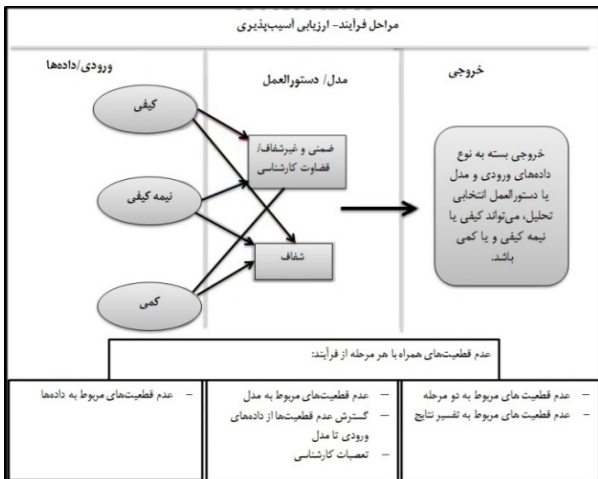 مراحل فرآیند- ارزیابی آسیب‌پذیری
ورودی/داده‌ها
مدل/ دستورالعمل
خروجی
کیفی
نیمه کیفی
کمی
ضمنی و غیرشفاف/
قضاوت کارشناسی
شفاف
خروجی بسته به نوع
داده‌های ورودی و مدل
یا دستورالعمل انتخابی
تحلیل، می‌تواند کیفی یا
نیمه کیفی و یا کمی
باشد.
عدم قطعیت‌های همراه با هر مرحله از فرآیند:
– عدم قطعیت‌های مربوط به داده‌ها
– عدم قطعیت‌های مربوط به مدل
– گسترش عدم قطعیت‌ها از داده‌های
ورودی تا مدل
– تعصبات کارشناسی
– عدم قطعیت های مربوط به دو مرحله
– عدم قطعیت های مربوط به تفسیر نتایج